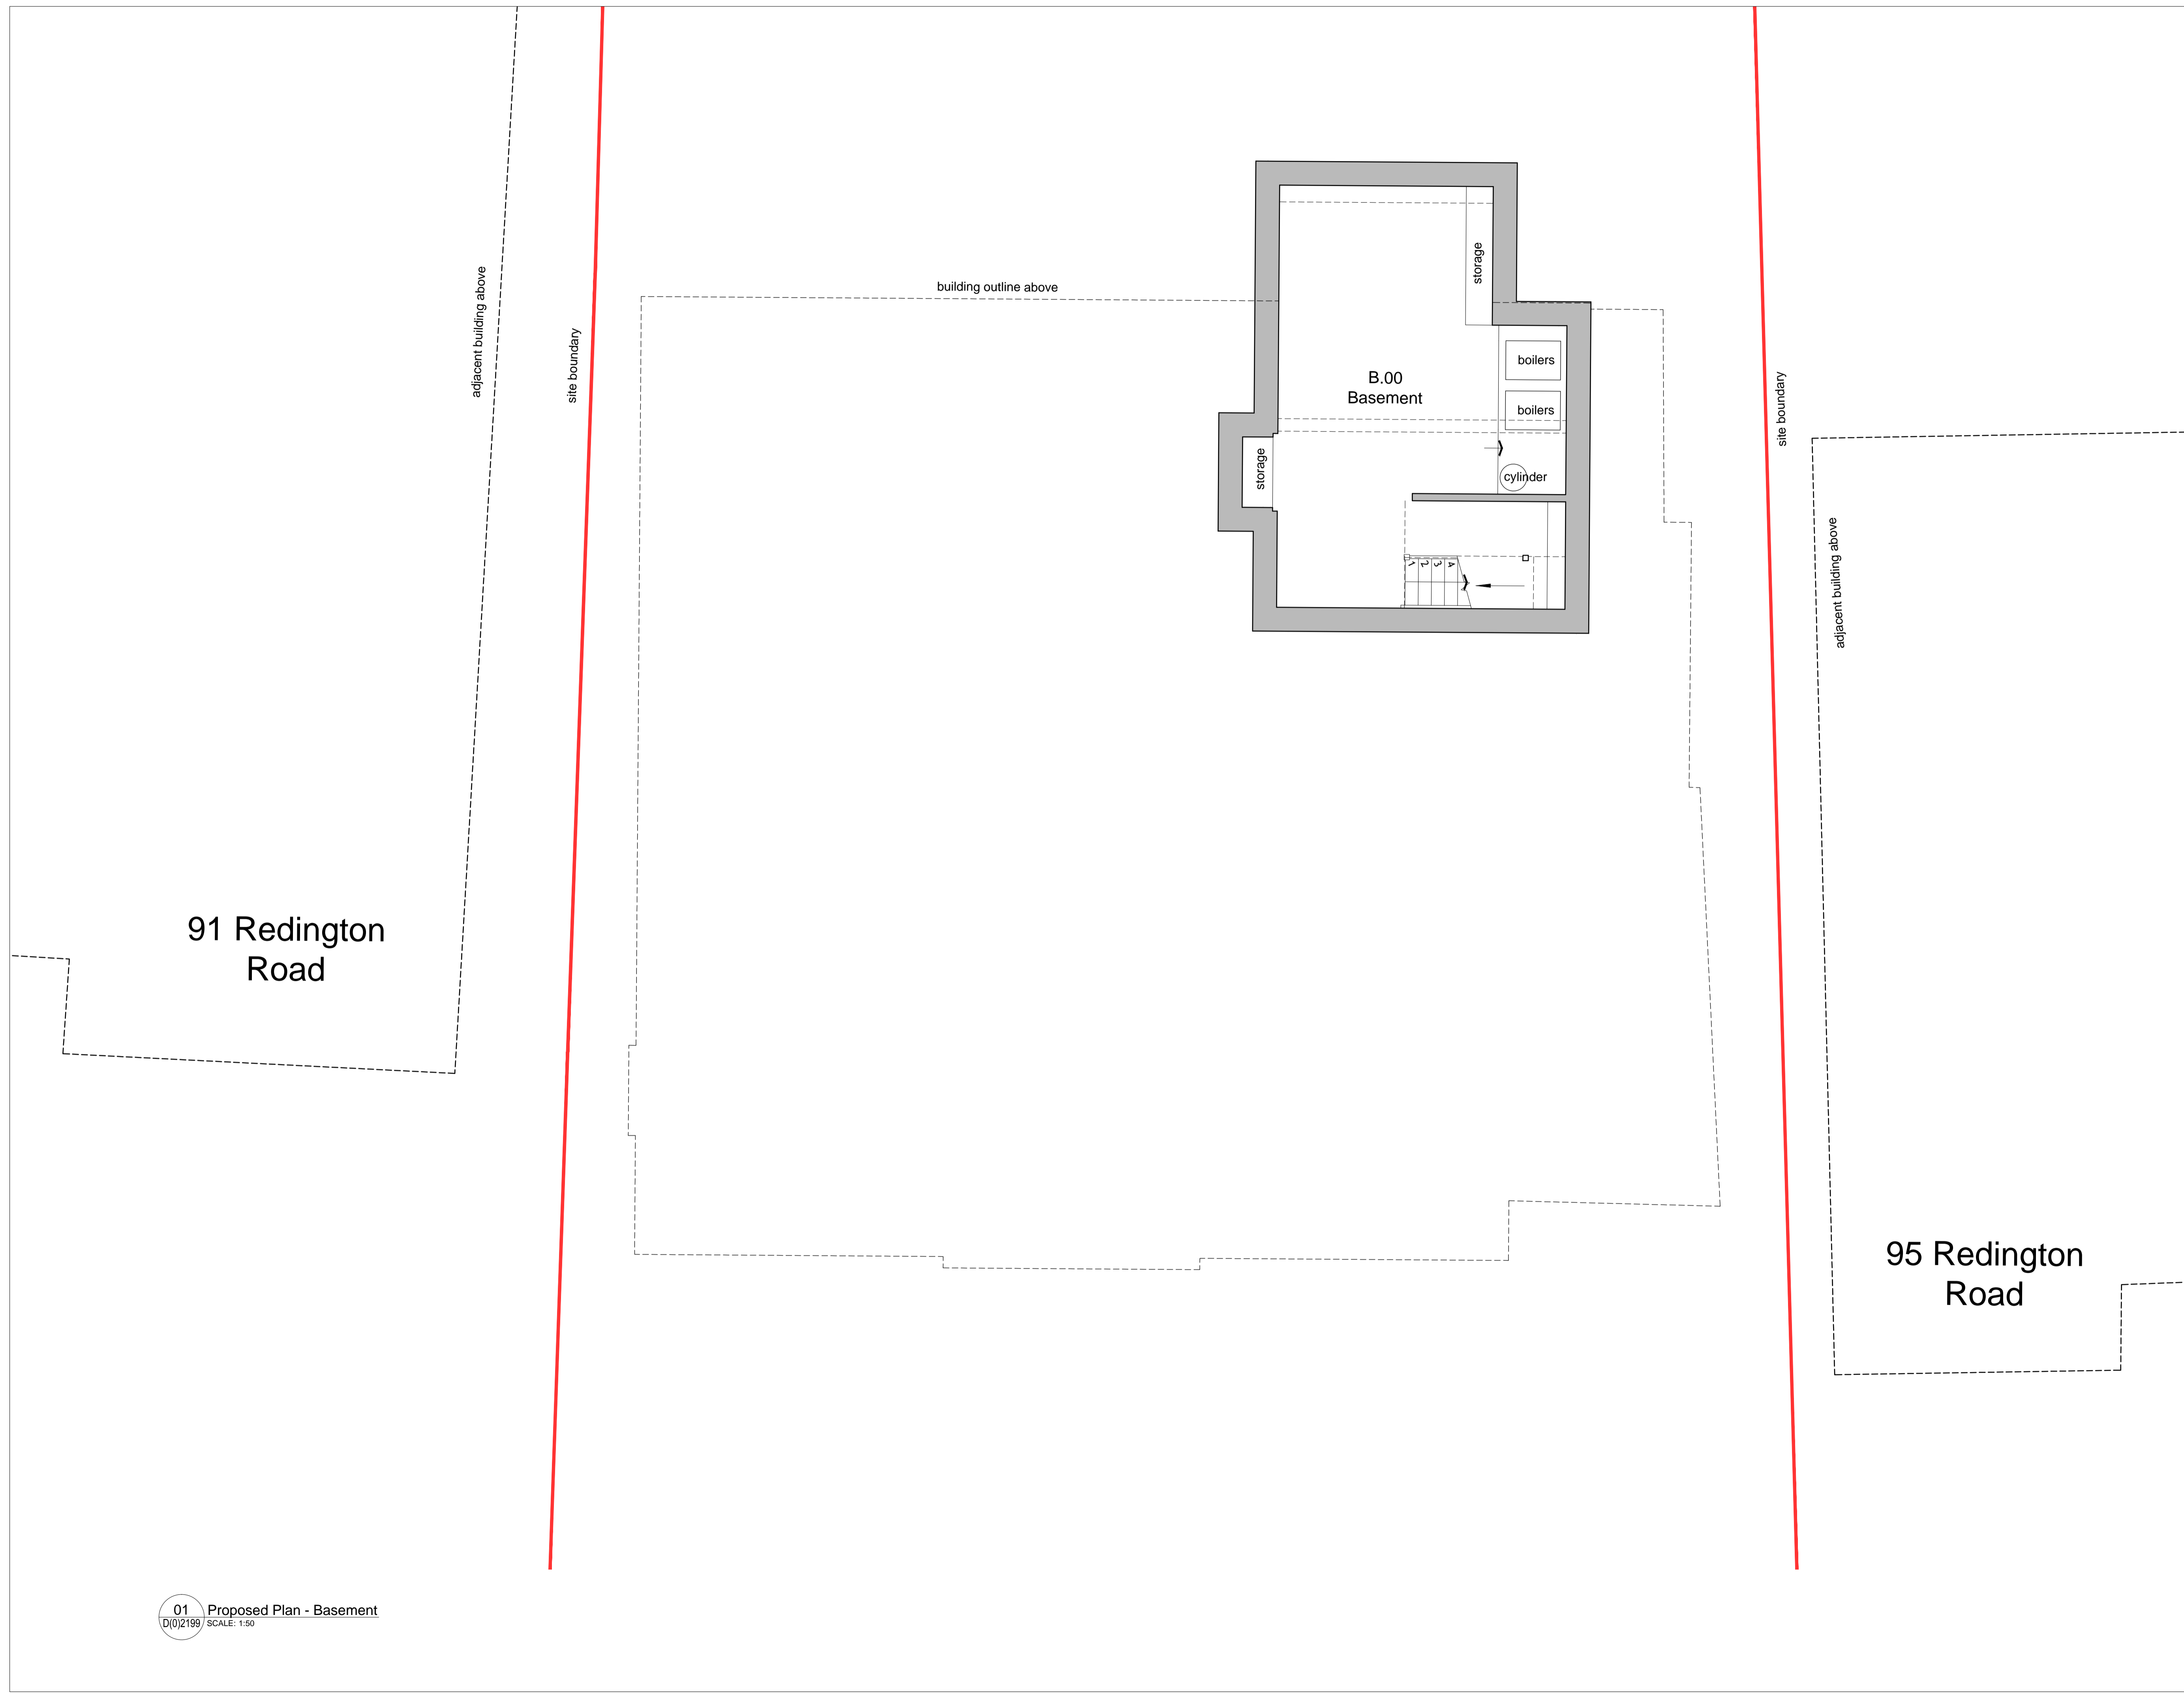 building outline above
adjacent building above
site boundary
storage
boilers
B.00
Basement
boilers
storage
cylinder
1
2
3
4
site boundary
adjacent building above
91 Redington
Road
95 Redington
Road
01
D(0)2199
Proposed Plan - Basement
SCALE: 1:50